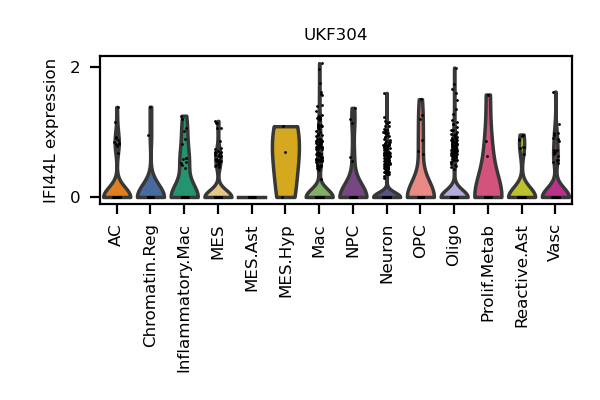 UKF304
IFI44L expression
2
0
AC
Chromatin.Reg
Inflammatory.Mac
MES
MES.Ast
MES.Hyp
Mac
NPC
Neuron
OPC
Oligo
Prolif.Metab
Reactive.Ast
Vasc